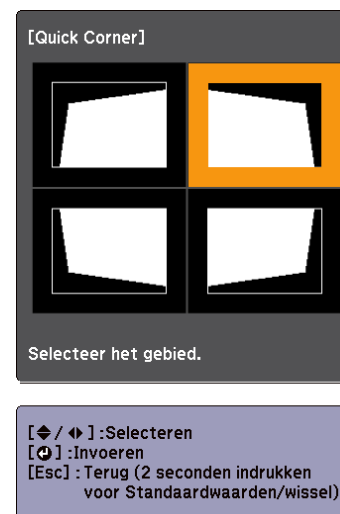 [Quick Corner]
Selecteer het gebied.
[ / ] :Selecteren
[ ] :Invoeren
[Esc] : Terug (2 seconden indrukken
voor Standaardwaarden/wissel)